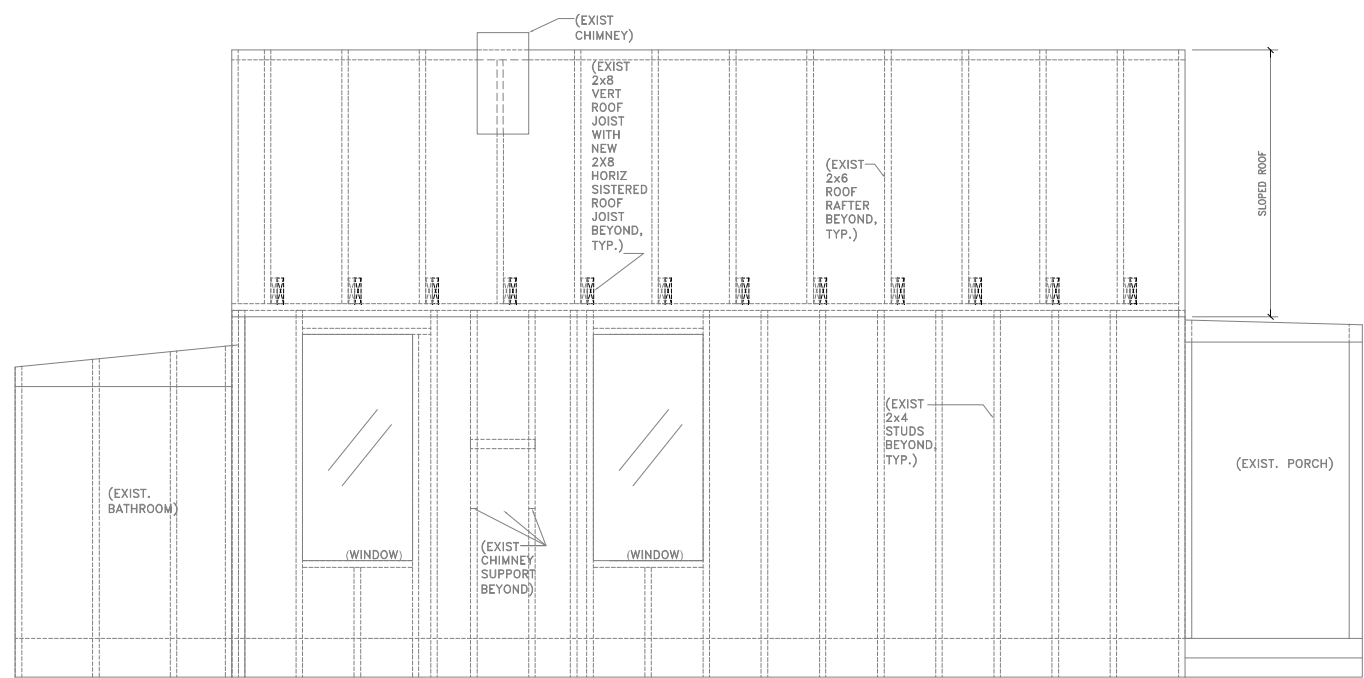 (EXIST
CHIMNEY)
(EXIST
2x8
VERT
ROOF
JOIST
WITH
NEW
2X8
HORIZ
SISTERED
ROOF
JOIST
BEYOND,
TYP.)
(EXIST
2x6
ROOF
RAFTER
BEYOND,
TYP.)
SLOPED ROOF
(EXIST
2x4
STUDS
BEYOND,
TYP.)
(EXIST. PORCH)
(EXIST.
BATHROOM)
(WINDOW)
(EXIST
CHIMNEY
SUPPORT
BEYOND)
(WINDOW)